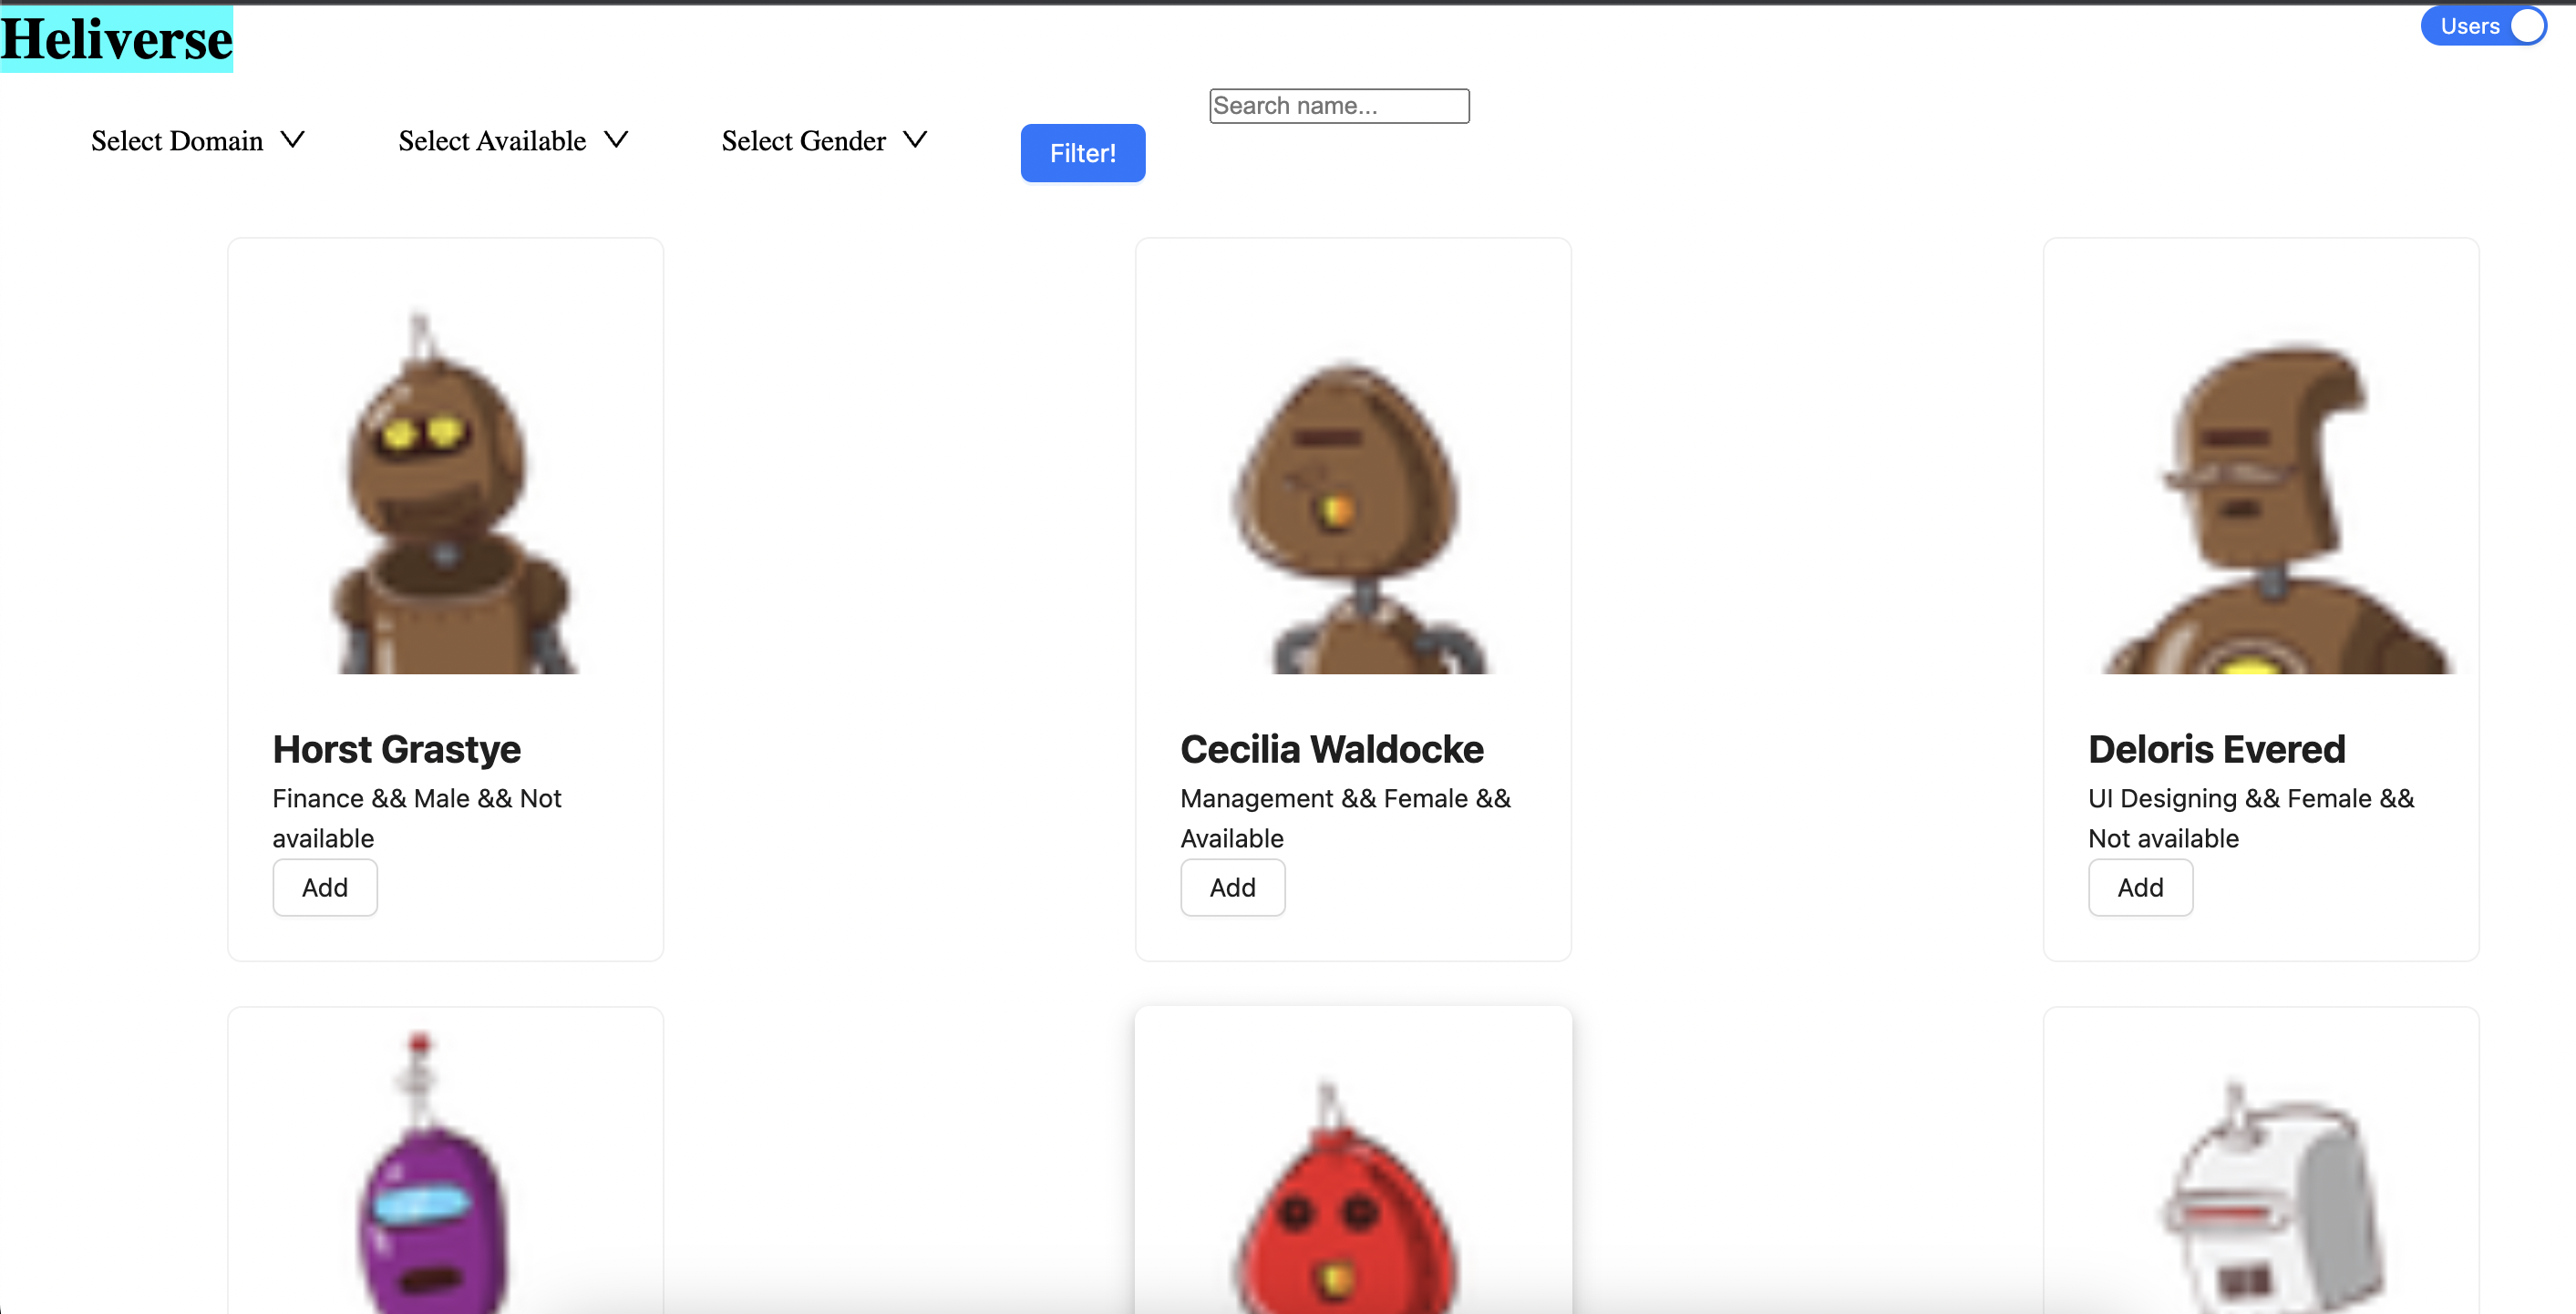 Heliverse
Users
Search name...
Select Domain
Select Available
Select Gender
Filter!
Horst Grastye
Finance && Male && Not
available
Add
Cecilia Waldocke
Management && Female &&
Available
Add
Deloris Evered
UI Designing && Female &&
Not available
Add